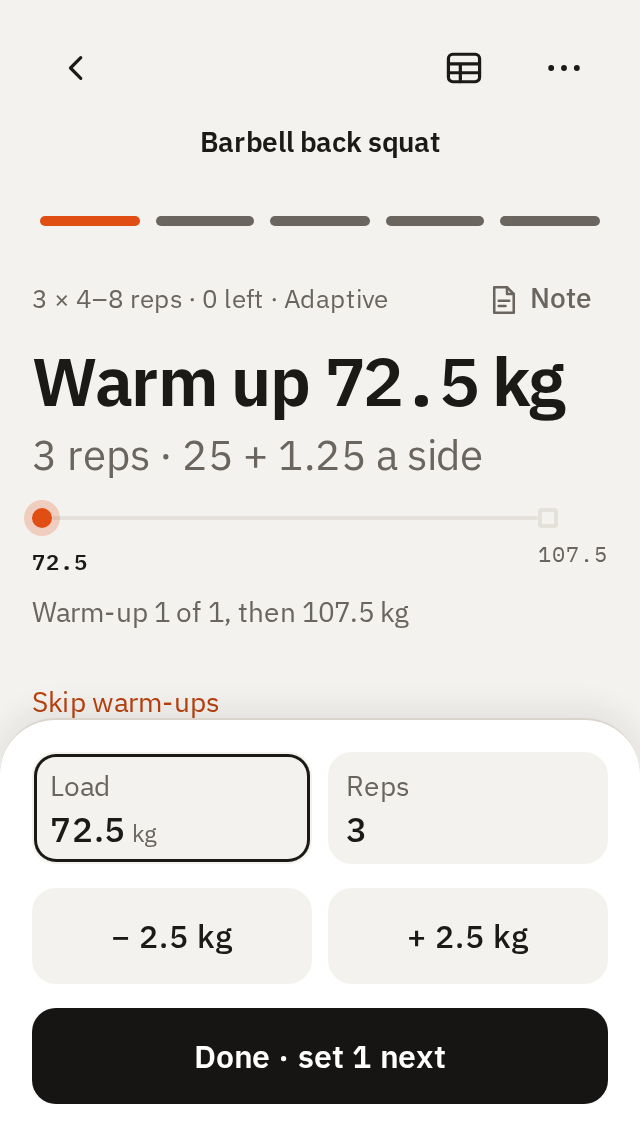 Barbell back squat
3 × 4–8 reps · 0 left · Adaptive
Note
Warm up 72.5 kg
3 reps · 25 + 1.25 a side
72.5
107.5
Warm-up 1 of 1, then 107.5 kg
Skip warm-ups
Load
72.5 kg
Reps
3
− 2.5 kg
+ 2.5 kg
Done · set 1 next